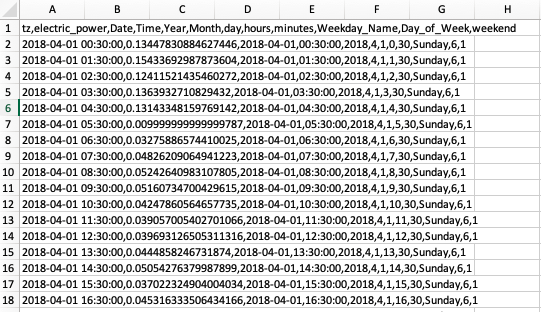 A B C D E F G H
1 tz,electric_power,Date,Time,Year,Month,day,hours,minutes,Weekday_Name,Day_of_Week,weekend
2 2018-04-01 00:30:00,0.13447830884627446,2018-04-01,00:30:00,2018,4,1,0,30,Sunday,6,1
3 2018-04-01 01:30:00,0.15433692987873604,2018-04-01,01:30:00,2018,4,1,1,30,Sunday,6,1
4 2018-04-01 02:30:00,0.12411521435460272,2018-04-01,02:30:00,2018,4,1,2,30,Sunday,6,1
5 2018-04-01 03:30:00,0.1363932710829432,2018-04-01,03:30:00,2018,4,1,3,30,Sunday,6,1
6 2018-04-01 04:30:00,0.13143348159769142,2018-04-01,04:30:00,2018,4,1,4,30,Sunday,6,1
7 2018-04-01 05:30:00,0.009999999999999787,2018-04-01,05:30:00,2018,4,1,5,30,Sunday,6,1
8 2018-04-01 06:30:00,0.03275886574410025,2018-04-01,06:30:00,2018,4,1,6,30,Sunday,6,1
9 2018-04-01 07:30:00,0.04826209064941223,2018-04-01,07:30:00,2018,4,1,7,30,Sunday,6,1
10 2018-04-01 08:30:00,0.05242640983107805,2018-04-01,08:30:00,2018,4,1,8,30,Sunday,6,1
11 2018-04-01 09:30:00,0.05160734700429615,2018-04-01,09:30:00,2018,4,1,9,30,Sunday,6,1
12 2018-04-01 10:30:00,0.04247860564657735,2018-04-01,10:30:00,2018,4,1,10,30,Sunday,6,1
13 2018-04-01 11:30:00,0.039057005402701066,2018-04-01,11:30:00,2018,4,1,11,30,Sunday,6,1
14 2018-04-01 12:30:00,0.039693126505311316,2018-04-01,12:30:00,2018,4,1,12,30,Sunday,6,1
15 2018-04-01 13:30:00,0.0444858246731874,2018-04-01,13:30:00,2018,4,1,13,30,Sunday,6,1
16 2018-04-01 14:30:00,0.05054276379987899,2018-04-01,14:30:00,2018,4,1,14,30,Sunday,6,1
17 2018-04-01 15:30:00,0.037022324904004034,2018-04-01,15:30:00,2018,4,1,15,30,Sunday,6,1
18 2018-04-01 16:30:00,0.045316333506434166,2018-04-01,16:30:00,2018,4,1,16,30,Sunday,6,1